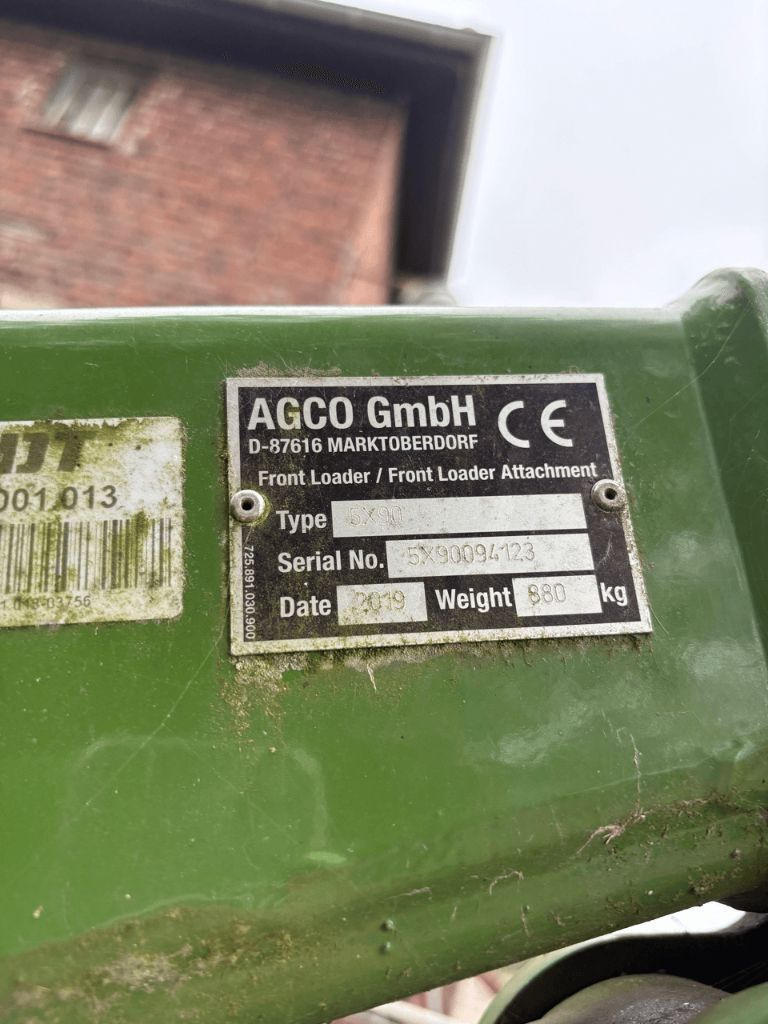 AGCO GmbH CE
D-87616 MARKTOBERDORF
Front Loader / Front Loader Attachment
Type 5X90
Serial No. 5X90094123
Date 2019 Weight 880 kg
725.891.030.900
DT
001.013